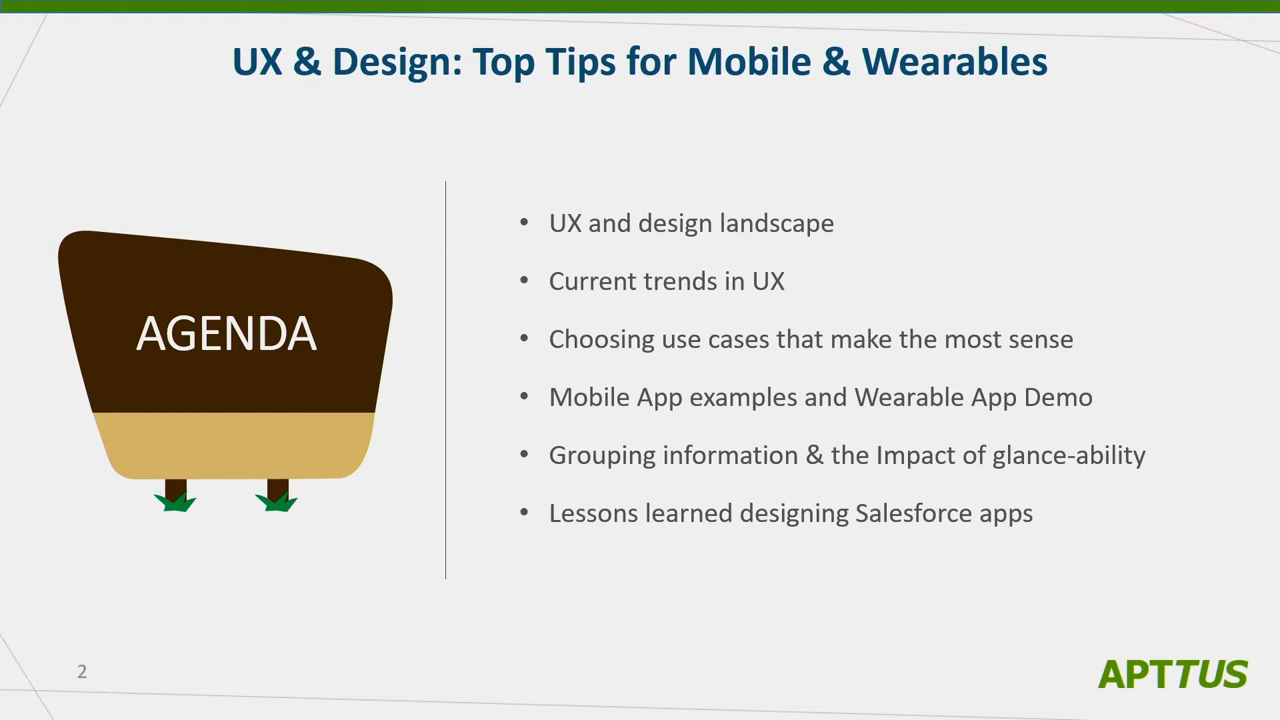 UX & Design: Top Tips for Mobile & Wearables
AGENDA
• UX and design landscape
• Current trends in UX
• Choosing use cases that make the most sense
• Mobile App examples and Wearable App Demo
• Grouping information & the Impact of glance-ability
• Lessons learned designing Salesforce apps
2
APTTUS